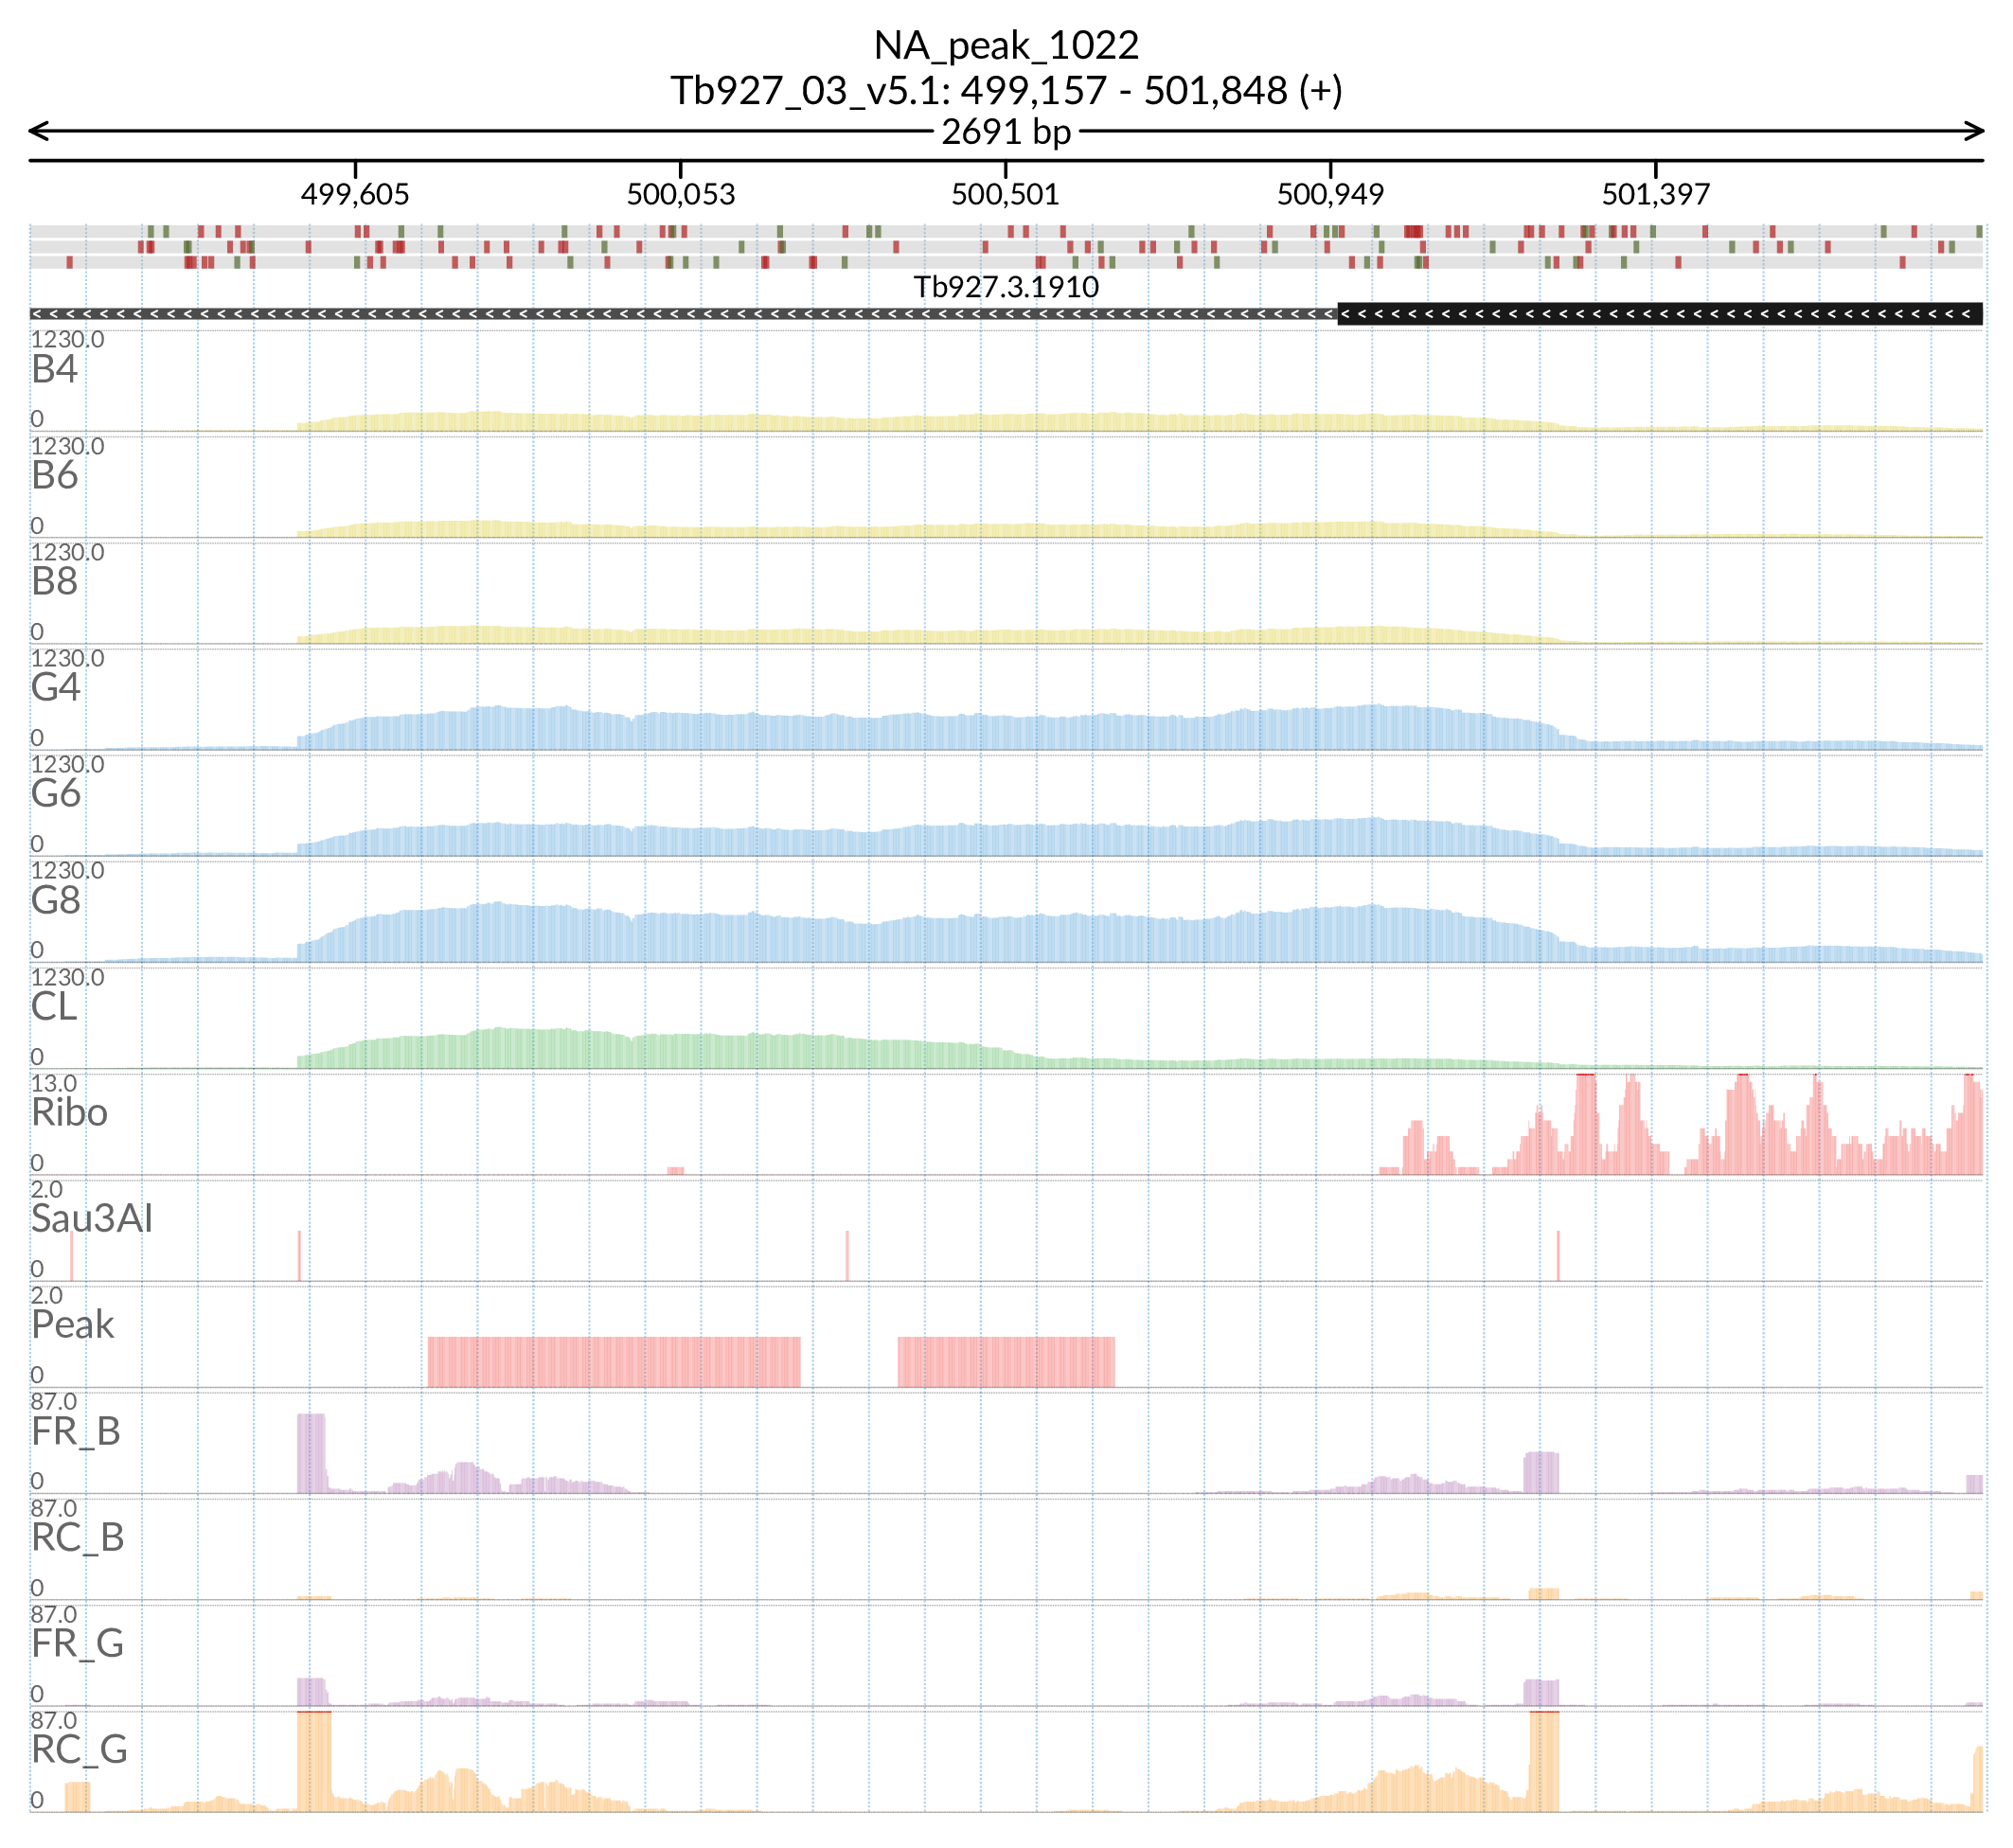 NA_peak_1022
Tb927_03_v5.1: 499,157 - 501,848 (+)
2691 bp
499,605 500,053 500,501 500,949 501,397
Tb927.3.1910
1230.0
B4
0
1230.0
B6
0
1230.0
B8
0
1230.0
G4
0
1230.0
G6
0
1230.0
G8
0
1230.0
CL
0
13.0
Ribo
0
2.0
Sau3AI
0
2.0
Peak
0
87.0
FR_B
0
87.0
RC_B
0
87.0
FR_G
0
87.0
RC_G
0